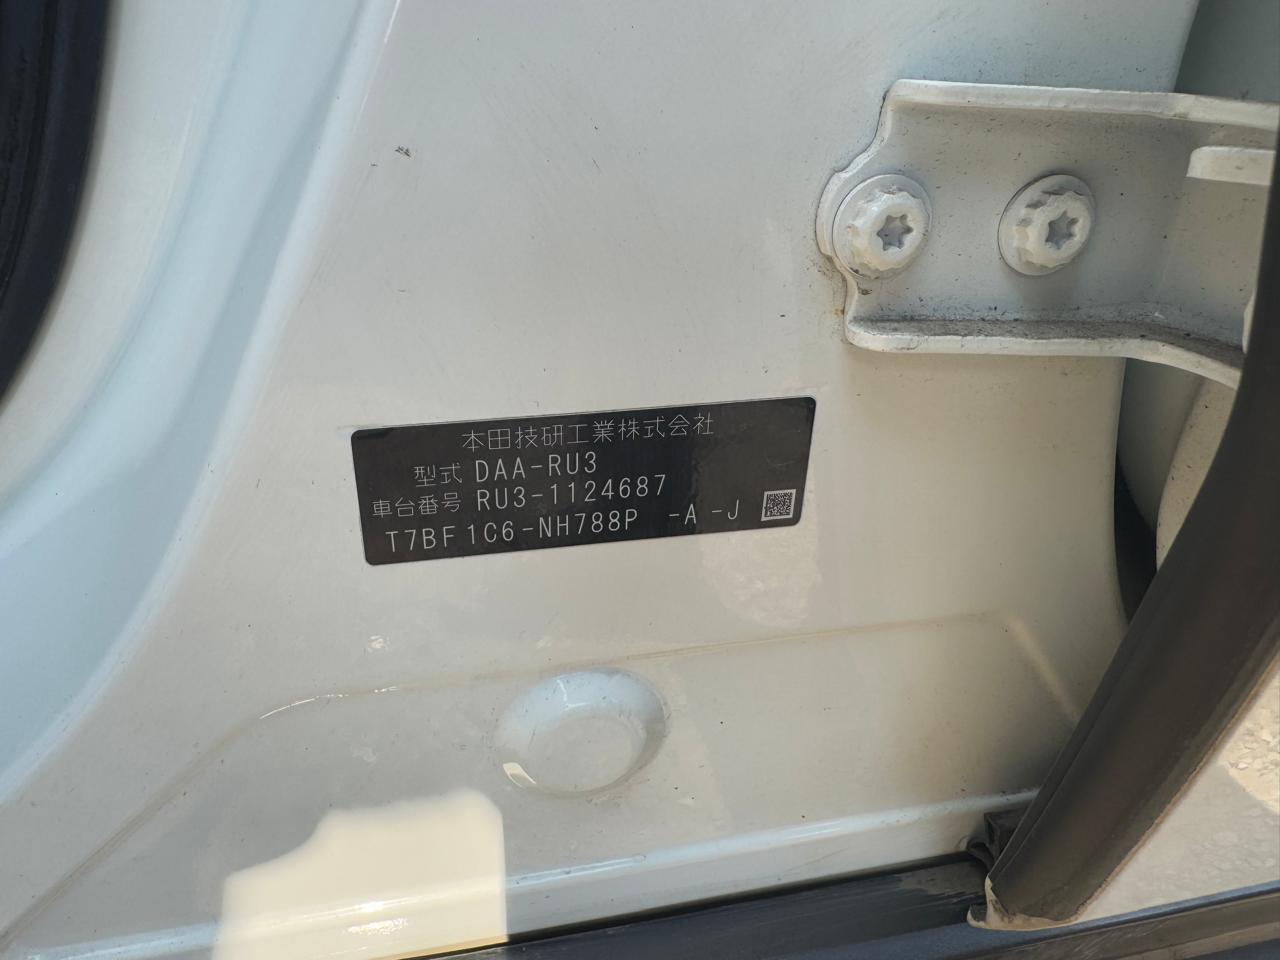 本田技研工業株式会社
型式 DAA-RU3
車台番号 RU3-1124687
T7BF1C6-NH788P -A -J